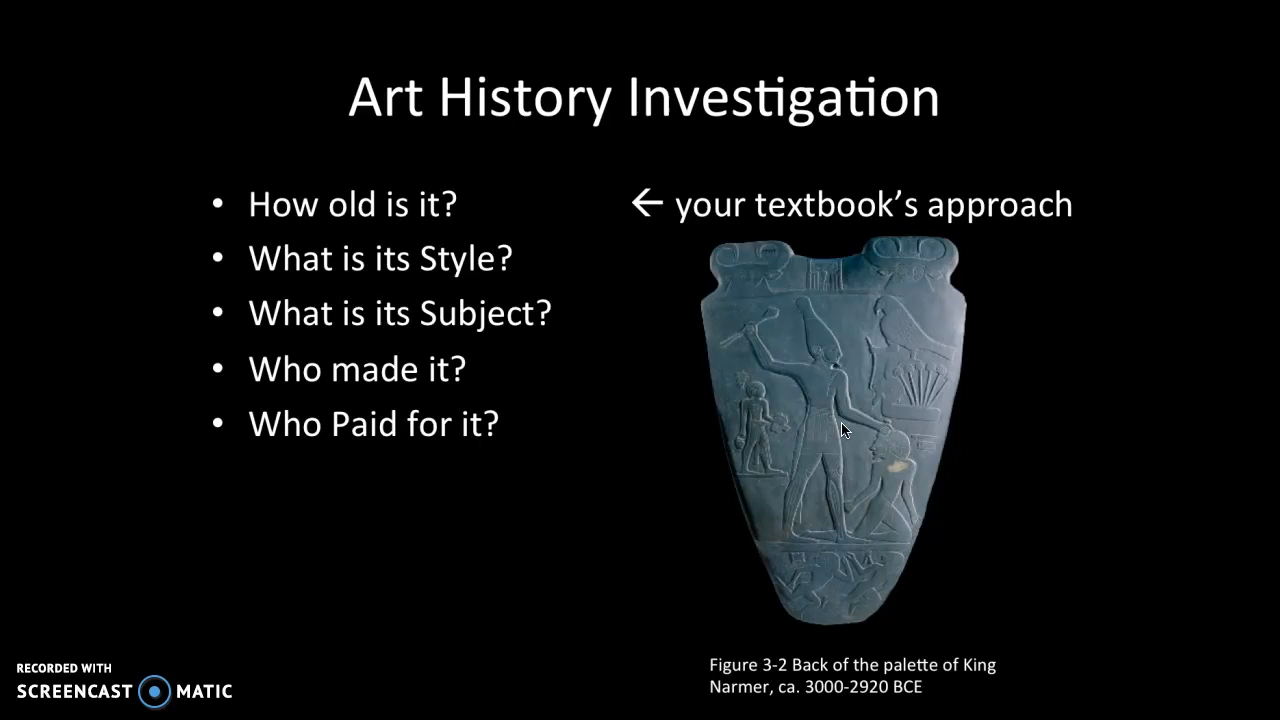 Art History Investigation
• How old is it?
← your textbook’s approach
• What is its Style?
• What is its Subject?
• Who made it?
• Who Paid for it?
Figure 3-2 Back of the palette of King
Narmer, ca. 3000-2920 BCE
RECORDED WITH
SCREENCAST MATIC